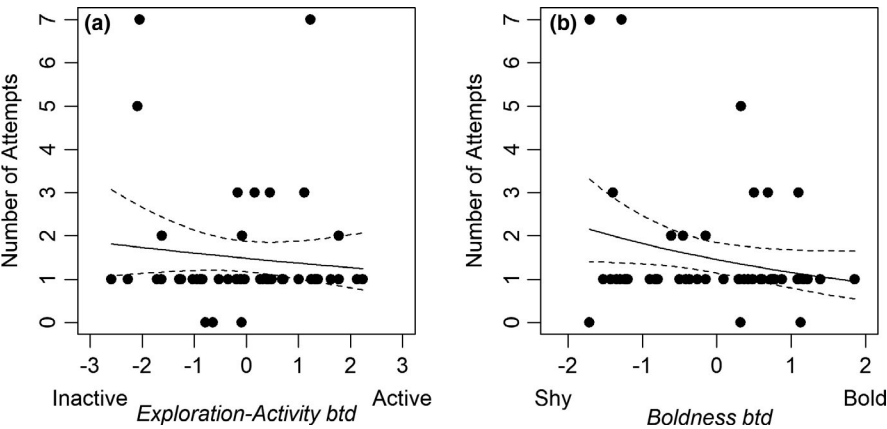 (a)
Number of Attempts
7
6
5
4
3
2
1
0
-3 -2 -1 0 1 2 3
Inactive Active
Exploration-Activity btd
(b)
Number of Attempts
7
6
5
4
3
2
1
0
-2 -1 0 1 2
Shy Bold
Boldness btd